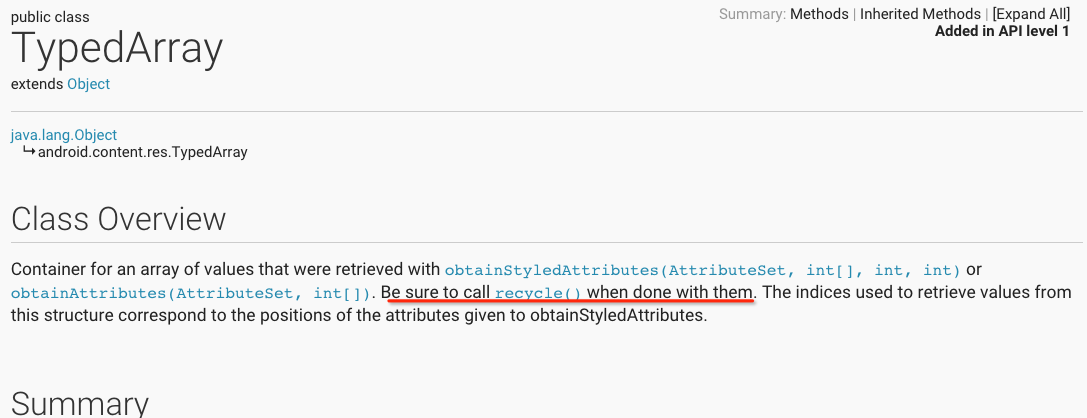 public class
Summary: Methods | Inherited Methods | [Expand All]
TypedArray
Added in API level 1
extends Object
java.lang.Object
↳ android.content.res.TypedArray
Class Overview
Container for an array of values that were retrieved with obtainStyledAttributes(AttributeSet, int[], int, int) or
obtainAttributes(AttributeSet, int[]). Be sure to call recycle() when done with them. The indices used to retrieve values from
this structure correspond to the positions of the attributes given to obtainStyledAttributes.
Summary